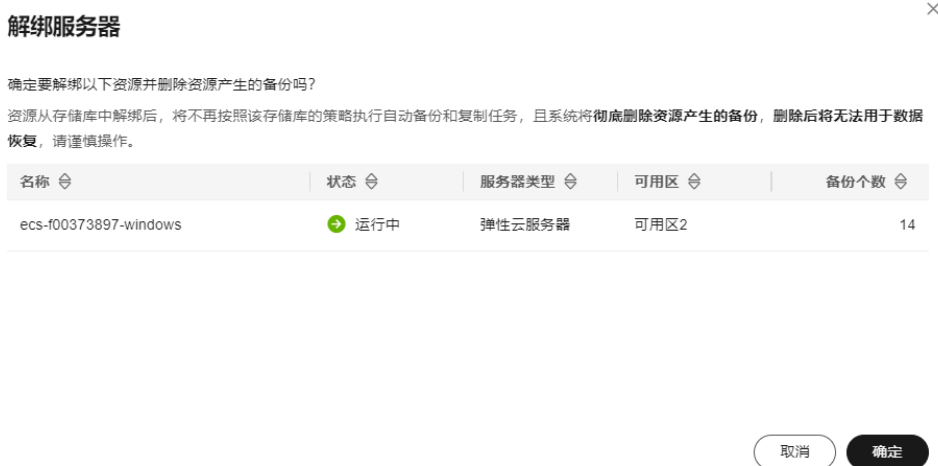 解绑服务器
确定要解绑以下资源并删除资源产生的备份吗？
资源从存储库中解绑后，将不再按照该存储库的策略执行自动备份和复制任务，且系统将彻底删除资源产生的备份，删除后将无法用于数据
恢复，请谨慎操作。
名称 状态 服务器类型 可用区 备份个数
ecs-f00373897-windows 运行中 弹性云服务器 可用区2 14
取消 确定